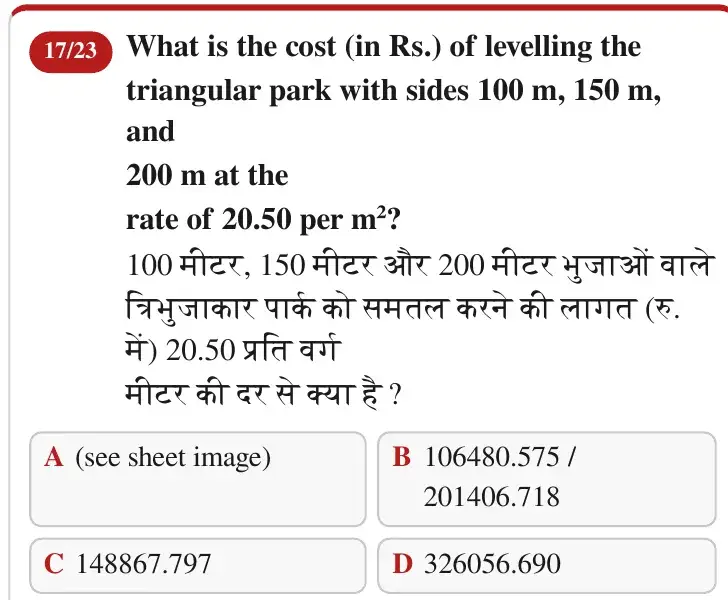 17/23 What is the cost (in Rs.) of levelling the
triangular park with sides 100 m, 150 m,
and
200 m at the
rate of 20.50 per m²?
100 मीटर, 150 मीटर और 200 मीटर भुजाओं वाले
त्रिभुजाकार पार्क को समतल करने की लागत (रु.
में) 20.50 प्रति वर्ग
मीटर की दर से क्या है ?
A (see sheet image)
B 106480.575 /
201406.718
C 148867.797
D 326056.690